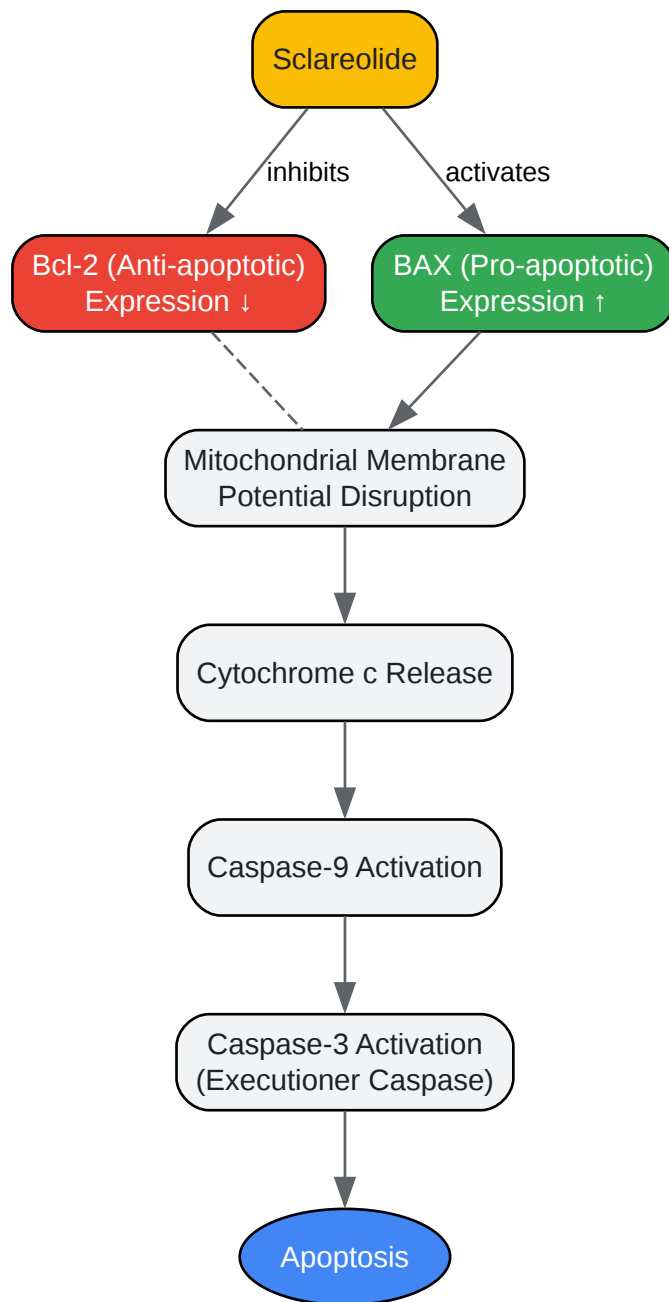 Sclareolide
inhibits
activates
Bcl-2 (Anti-apoptotic)
Expression ↓
BAX (Pro-apoptotic)
Expression ↑
Mitochondrial Membrane
Potential Disruption
Cytochrome c Release
Caspase-9 Activation
Caspase-3 Activation
(Executioner Caspase)
Apoptosis